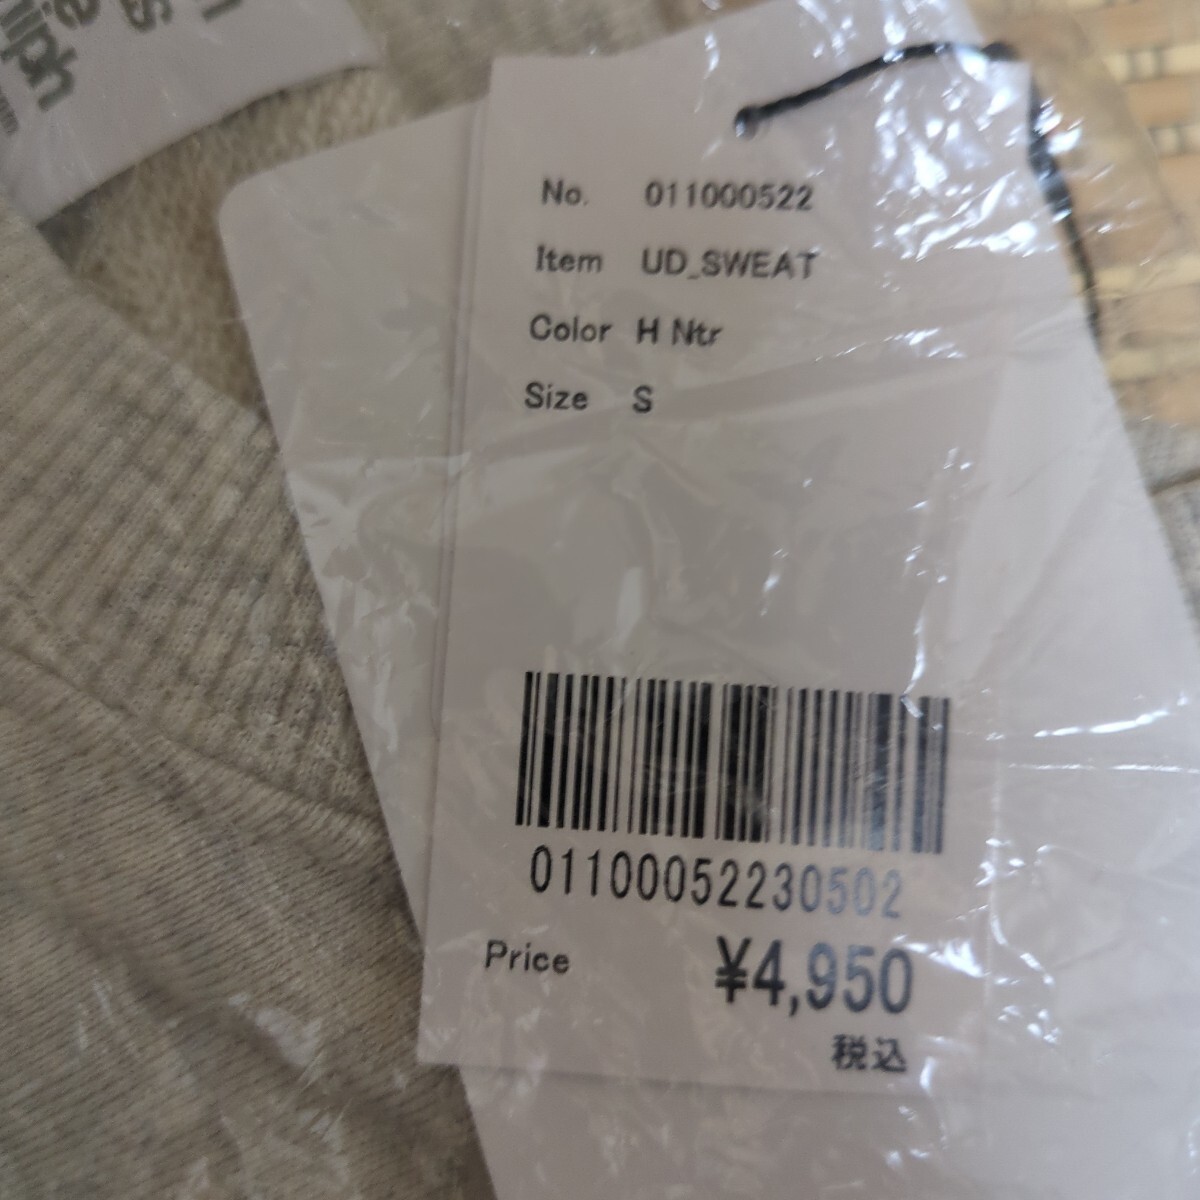 No. 011000522
Item UD_SWEAT
Color H Ntr
Size S
01100052230502
Price ¥4,950
税込